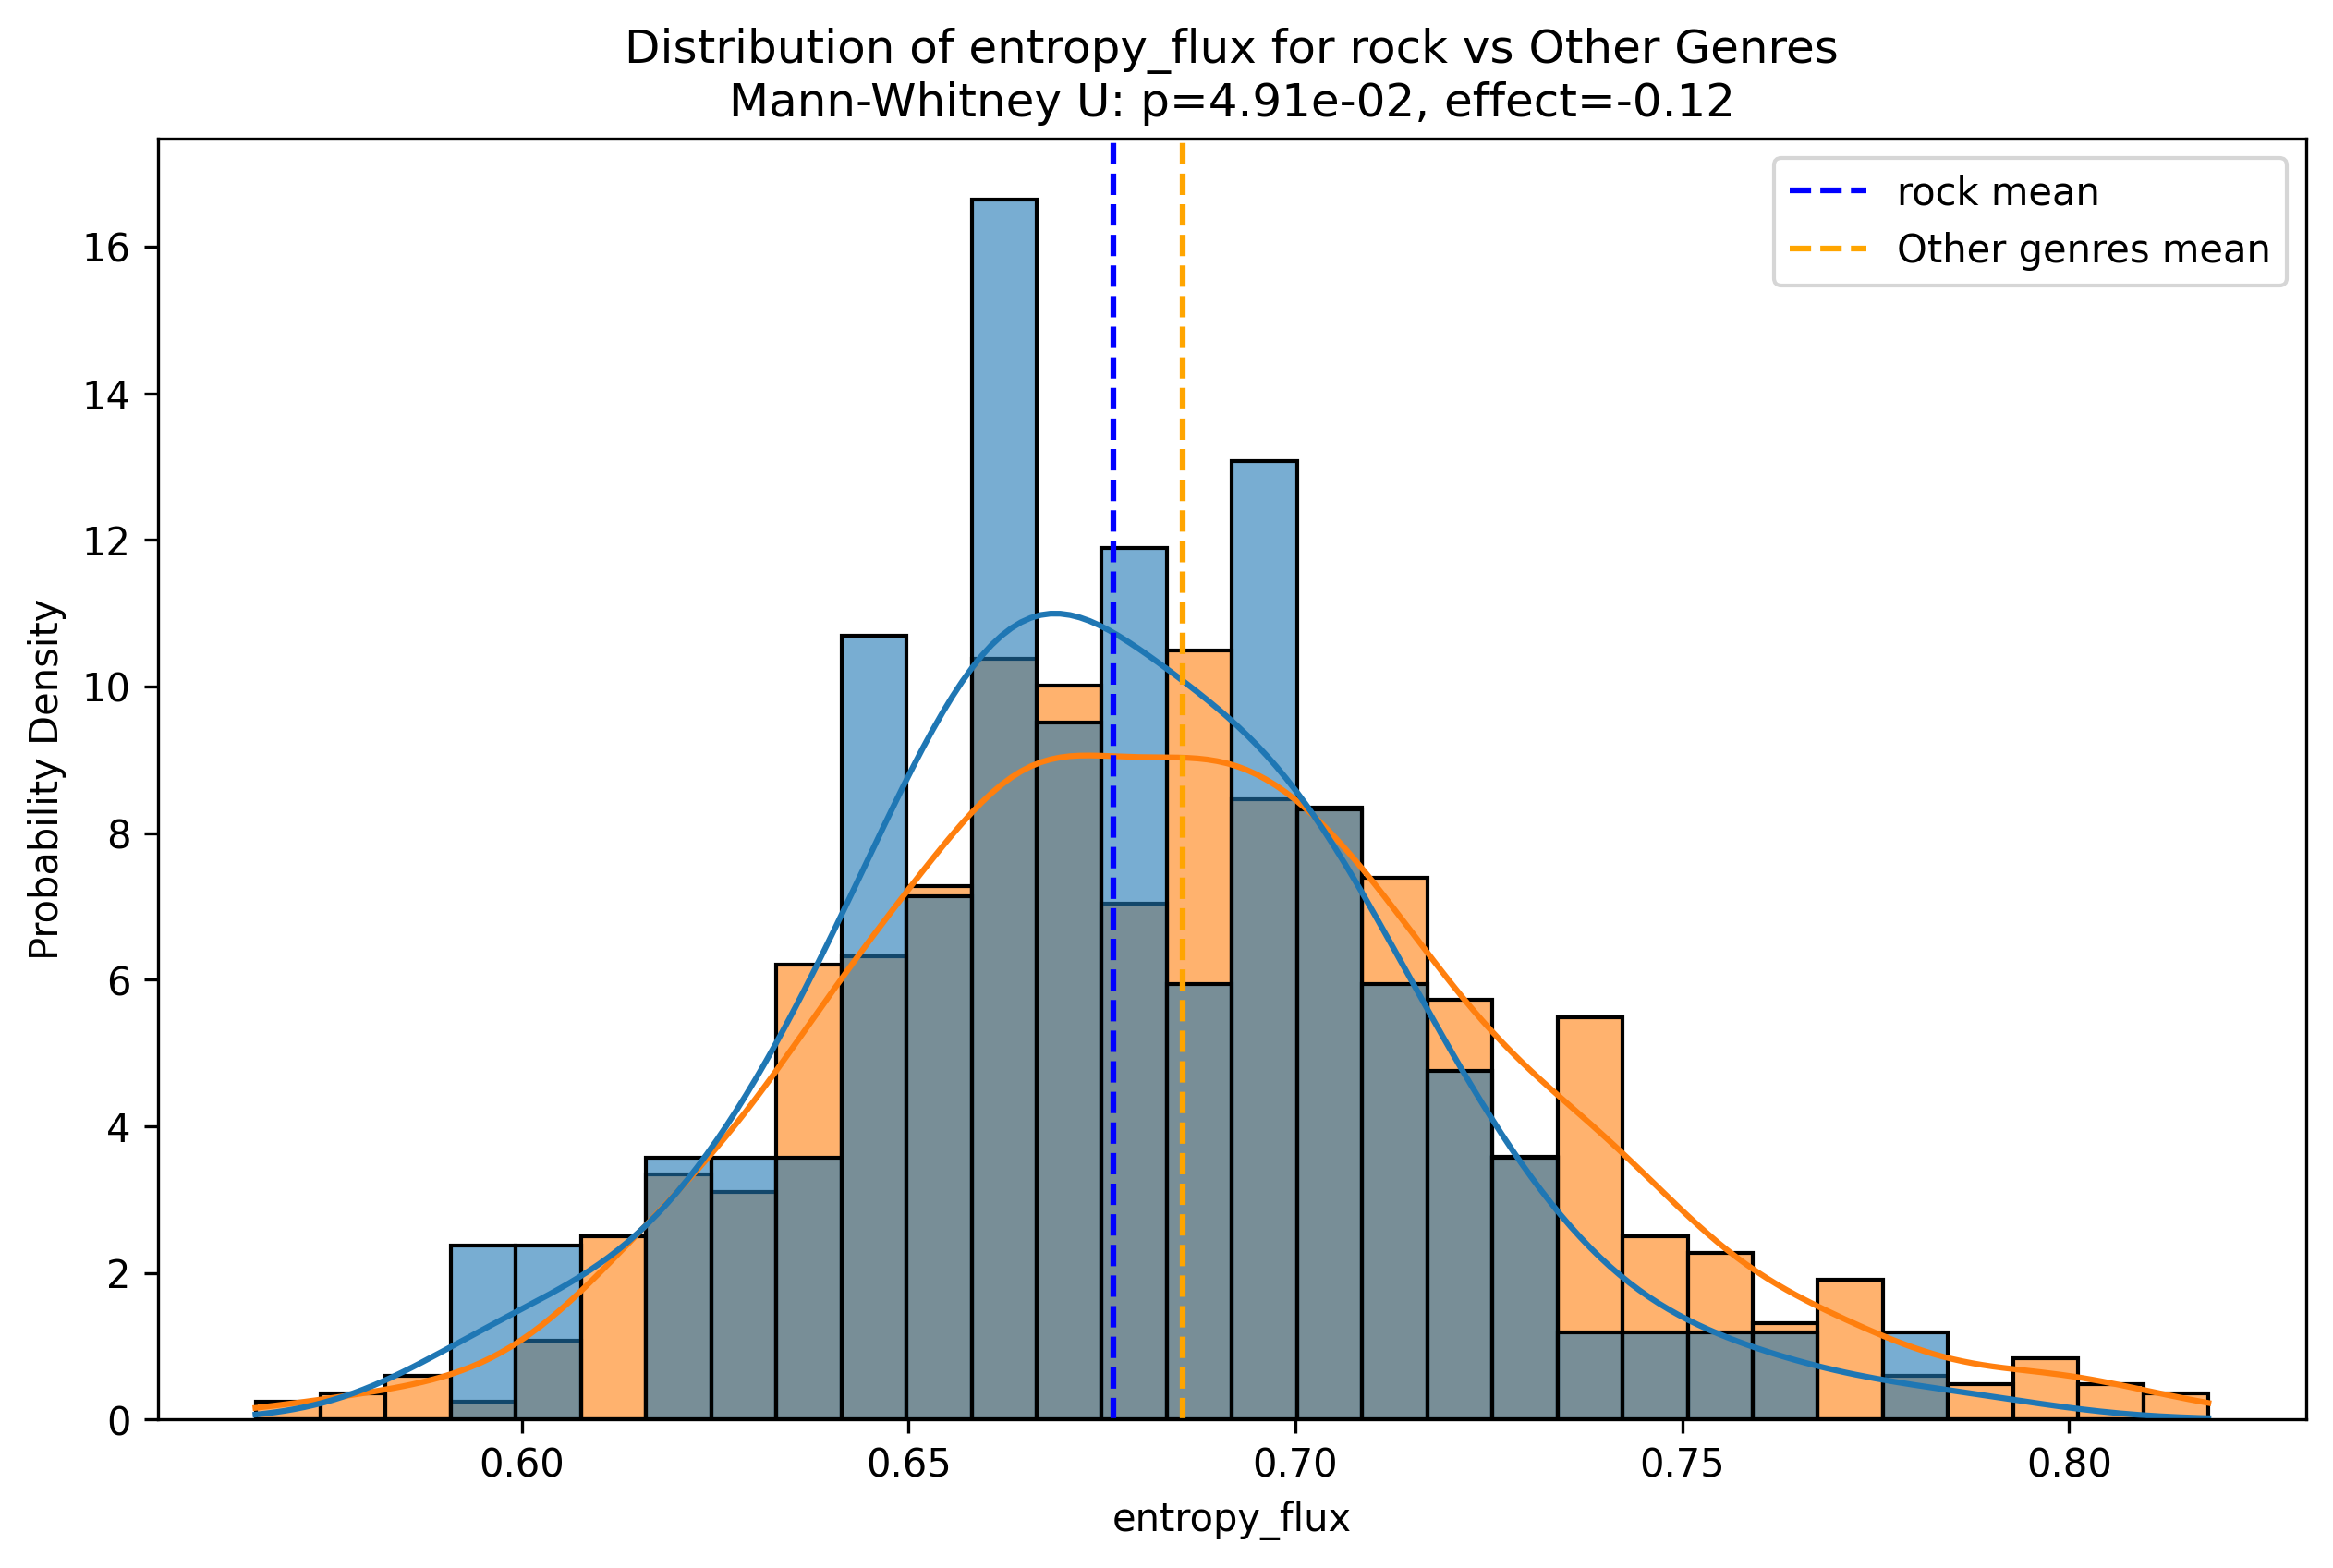 Distribution of entropy_flux for rock vs Other Genres
Mann-Whitney U: p=4.91e-02, effect=-0.12
rock mean
Other genres mean
Probability Density
16
14
12
10
8
6
4
2
0
0.60 0.65 0.70 0.75 0.80
entropy_flux